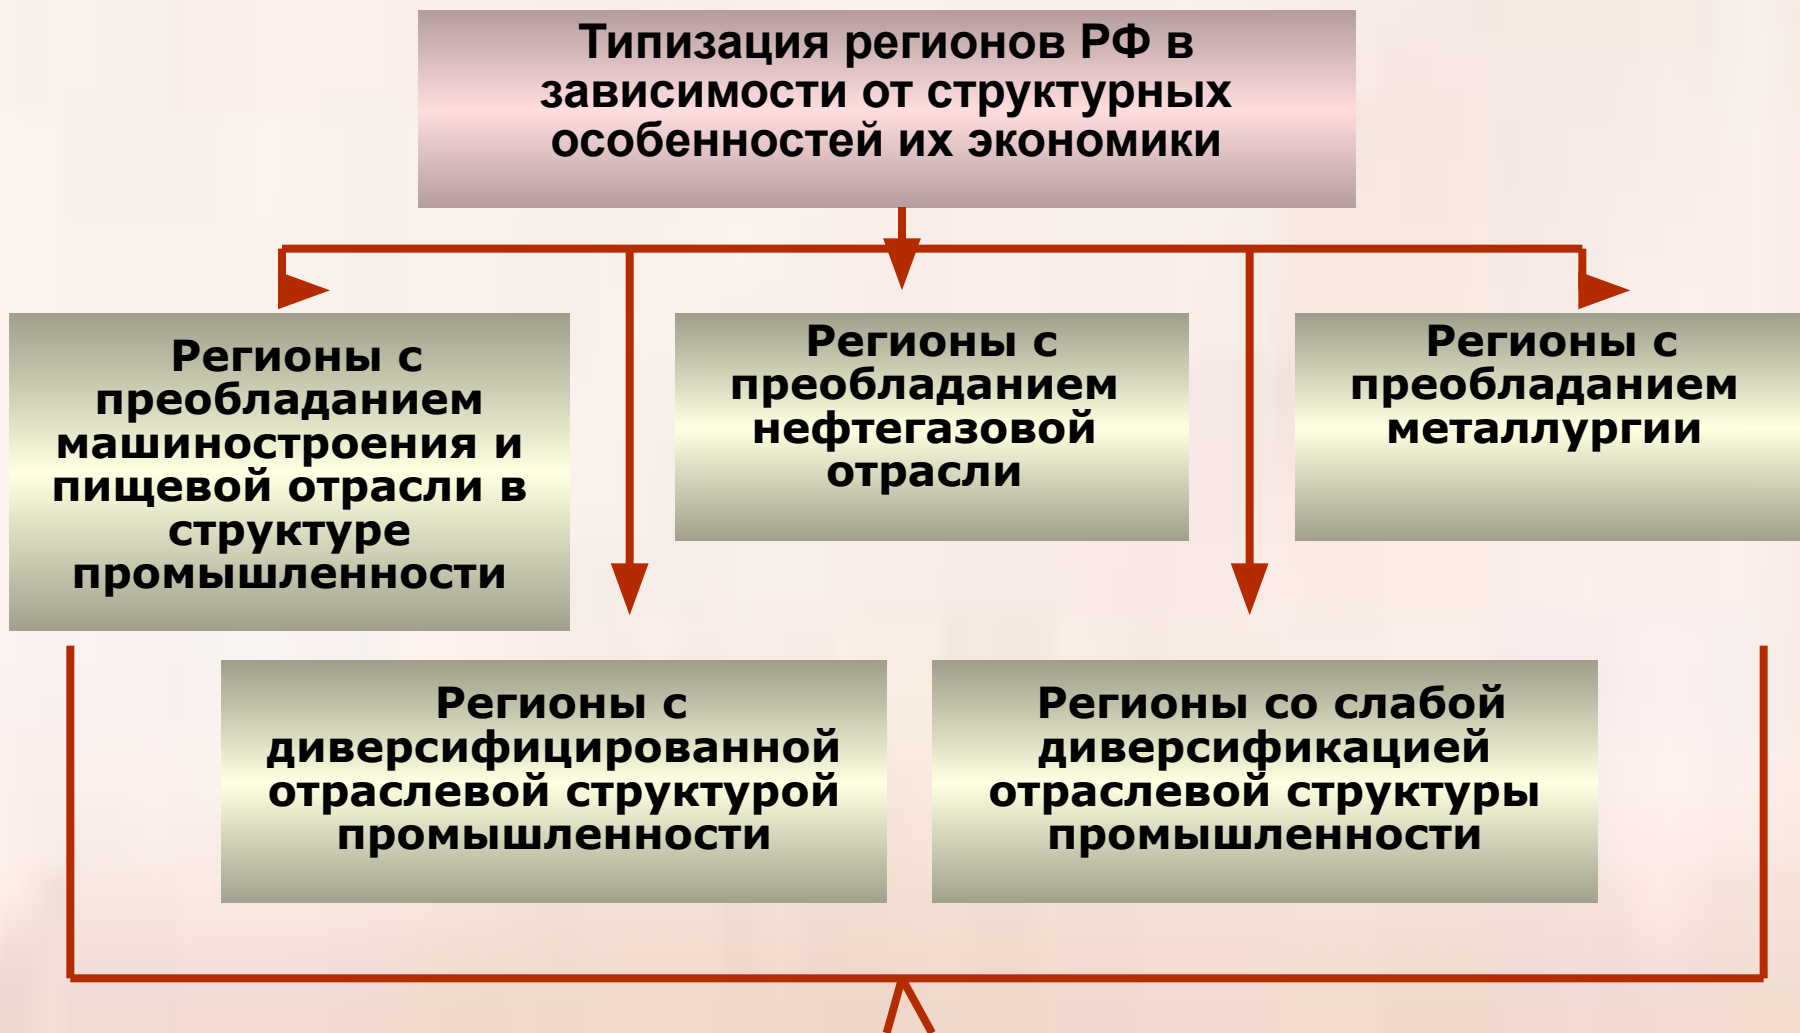 Типизация регионов РФ в
зависимости от структурных
особенностей их экономики
Регионы с
преобладанием
машиностроения и
пищевой отрасли в
структуре
промышленности
Регионы с
преобладанием
нефтегазовой
отрасли
Регионы с
преобладанием
металлургии
Регионы с
диверсифицированной
отраслевой структурой
промышленности
Регионы со слабой
диверсификацией
отраслевой структуры
промышленности